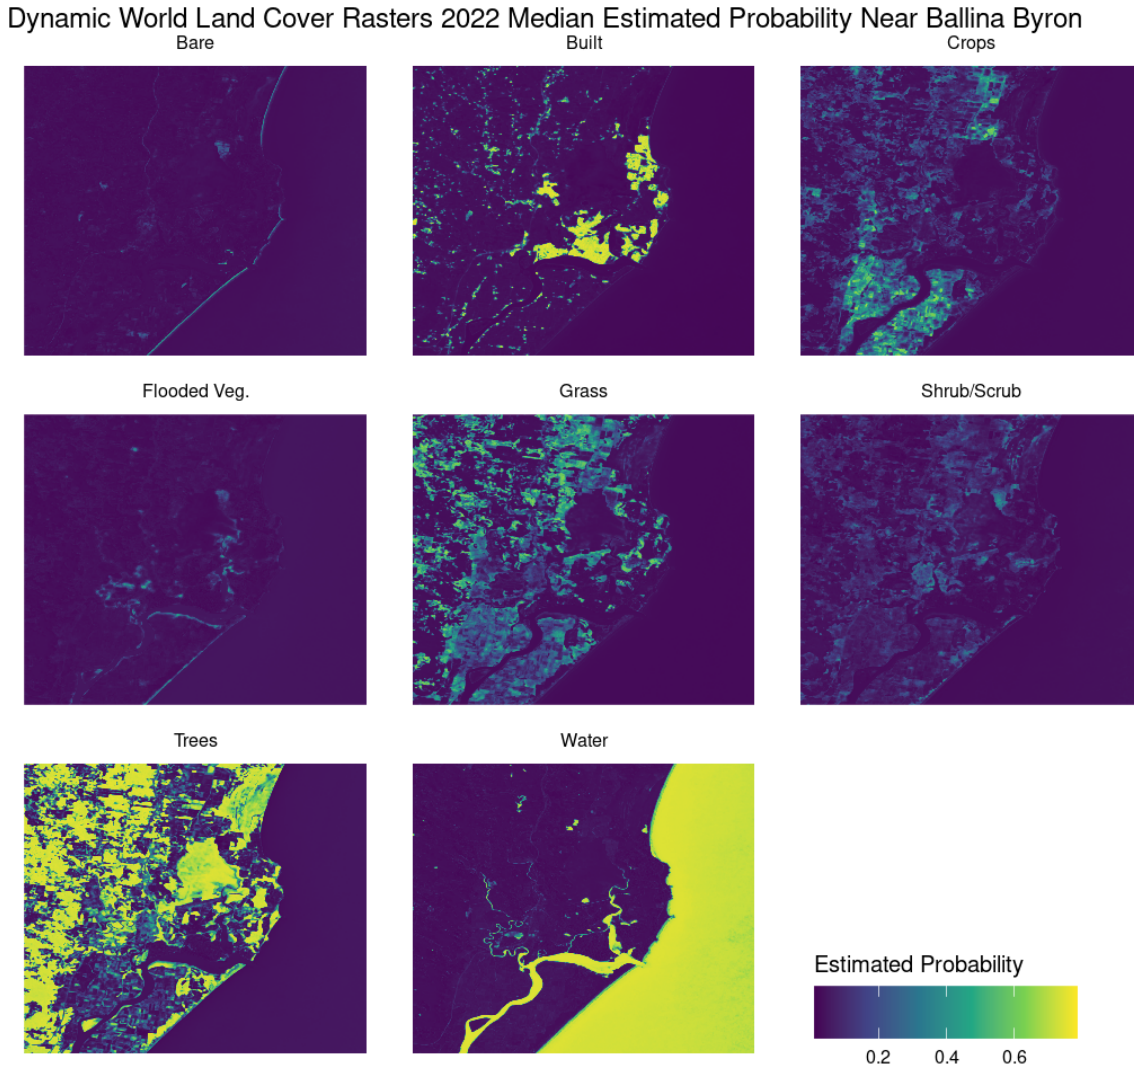 Dynamic World Land Cover Rasters 2022 Median Estimated Probability Near Ballina Byron
Bare
Built
Crops
Flooded Veg.
Grass
Shrub/Scrub
Trees
Water
Estimated Probability
0.2
0.4
0.6